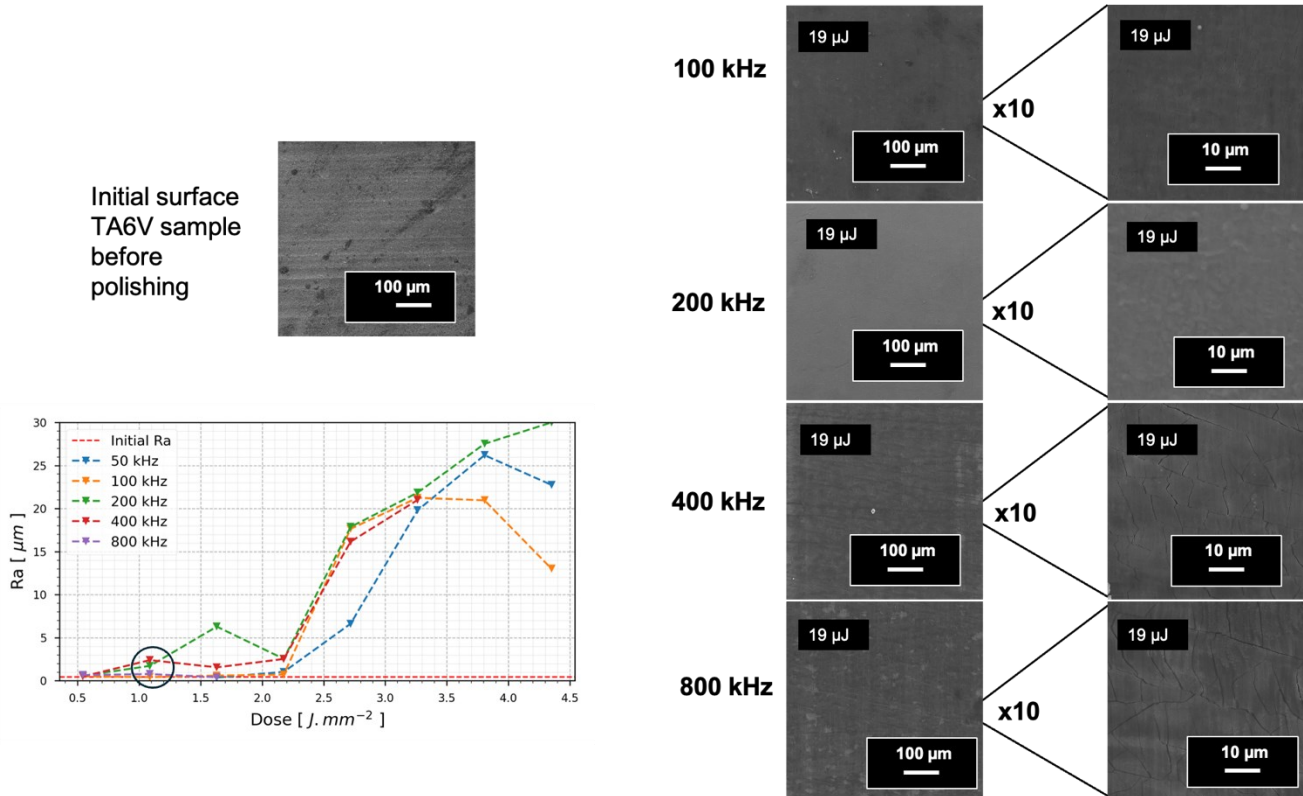 Initial surface
TA6V sample
before
polishing
100 µm
30
25
20
15
10
5
0
Ra [ µm ]
Initial Ra
50 kHz
100 kHz
200 kHz
400 kHz
800 kHz
0.5 1.0 1.5 2.0 2.5 3.0 3.5 4.0 4.5
Dose [ J.mm⁻² ]
100 kHz
19 µJ
100 µm
x10
19 µJ
10 µm
200 kHz
19 µJ
100 µm
x10
19 µJ
10 µm
400 kHz
19 µJ
100 µm
x10
19 µJ
10 µm
800 kHz
19 µJ
100 µm
x10
19 µJ
10 µm